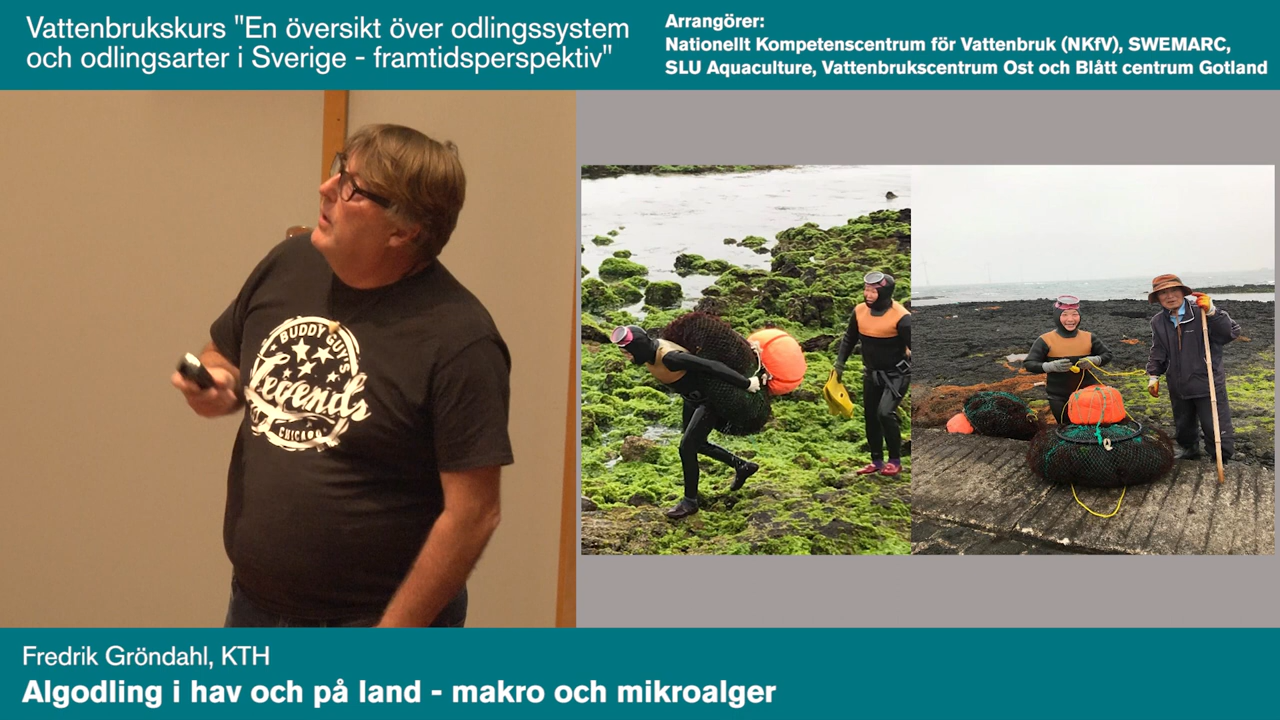 Vattenbrukskurs "En översikt över odlingssystem
och odlingsarter i Sverige - framtidsperspektiv"
Arrangörer:
Nationellt Kompetenscentrum för Vattenbruk (NKfV), SWEMARC,
SLU Aquaculture, Vattenbrukscentrum Ost och Blått centrum Gotland
BUDDY GUY'S
Legends
CHICAGO
Fredrik Gröndahl, KTH
Algodling i hav och på land - makro och mikroalger